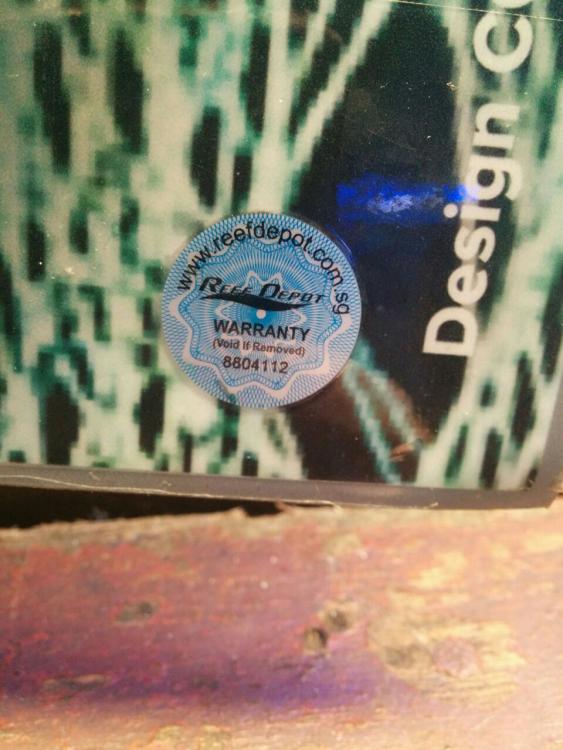 www.reefdepot.com.sg
REEF DEPOT
WARRANTY
(Void If Removed)
8804112
Design